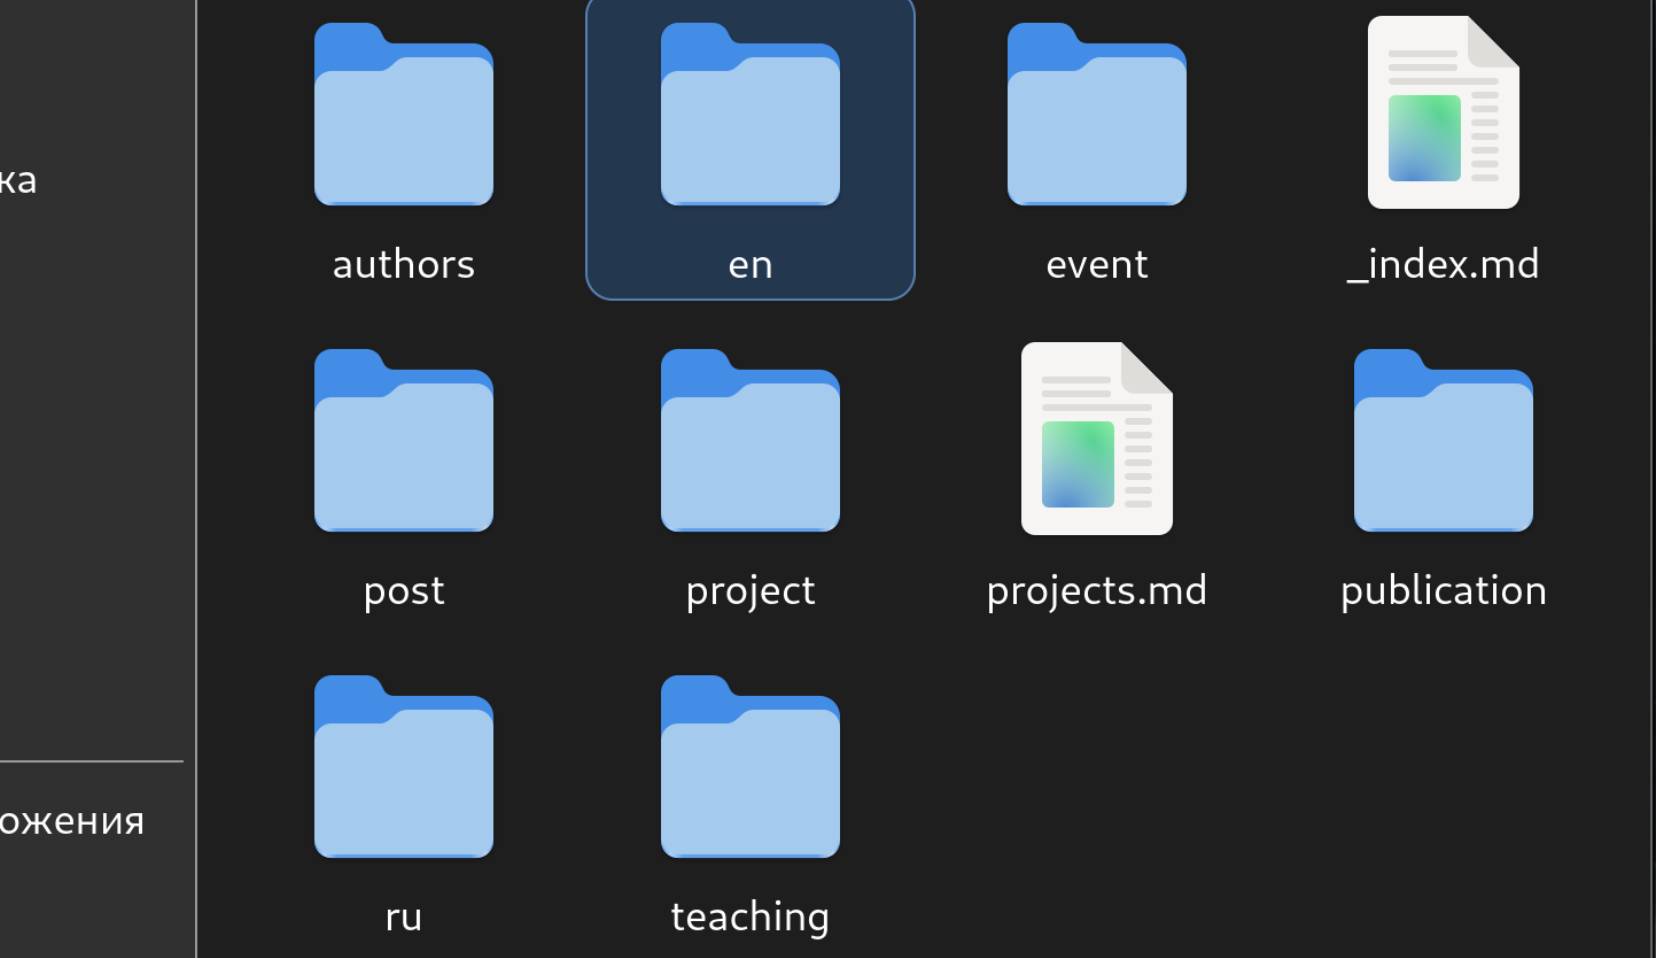 ка
ожения
authors
en
event
_index.md
post
project
projects.md
publication
ru
teaching